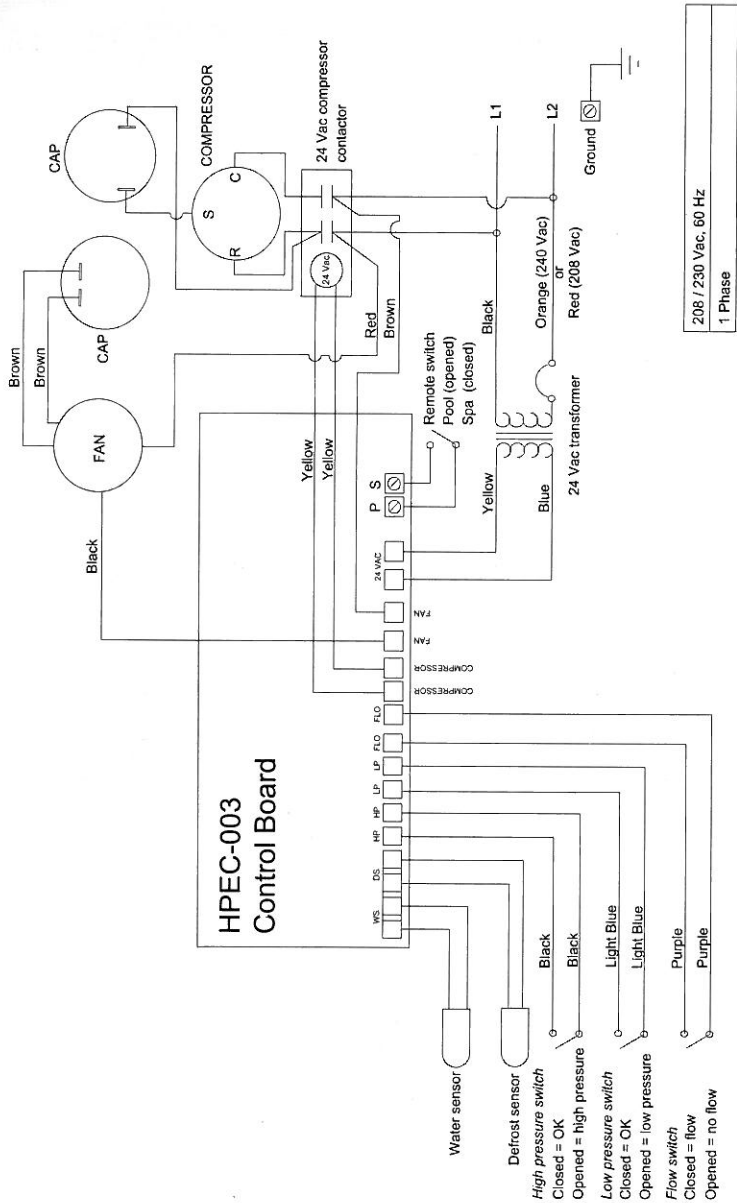 CAP
COMPRESSOR
S
R
C
24 Vac compressor
contactor
24 Vac.
CAP
Brown
Brown
FAN
Black
Red
Brown
Yellow
Yellow
L1
L2
Ground
Black
Orange (240 Vac)
or
Red (208 Vac)
Remote switch
Pool (opened)
Spa (closed)
Yellow
Blue
24 Vac transformer
208 / 230 Vac, 60 Hz
1 Phase
HPEC-003
Control Board
WS
DS
HP
HP
LP
LP
FLO
FLO
COMPRESSOR
COMPRESSOR
FAN
FAN
24 VAC
P
S
Water sensor
Defrost sensor
Black
Black
High pressure switch
Closed = OK
Opened = high pressure
Light Blue
Light Blue
Low pressure switch
Closed = OK
Opened = low pressure
Purple
Purple
Flow switch
Closed = flow
Opened = no flow